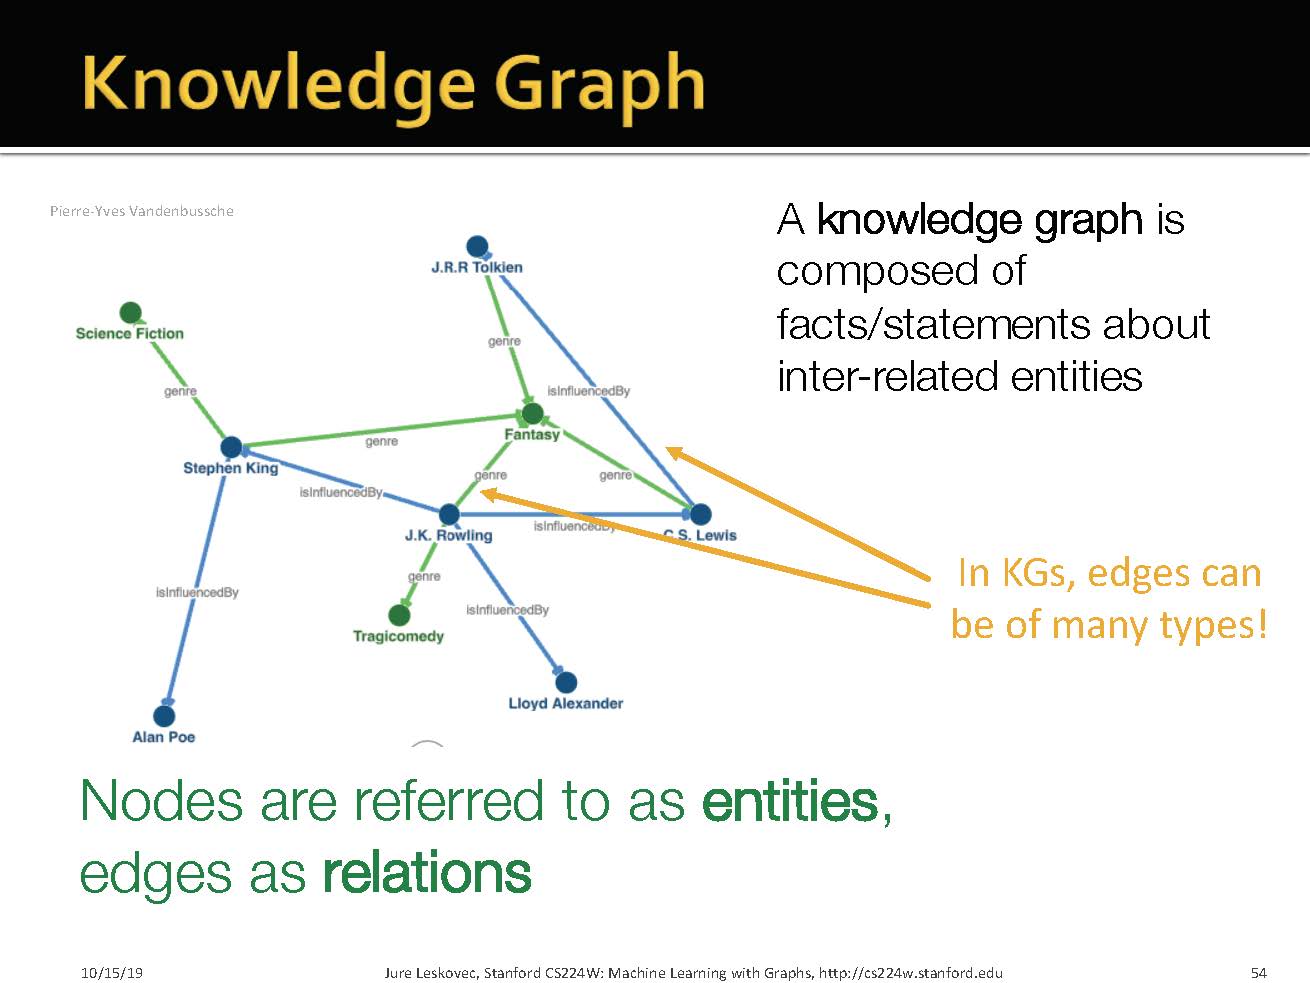 Knowledge Graph
Pierre-Yves Vandenbussche
A knowledge graph is
composed of
facts/statements about
inter-related entities
J.R.R Tolkien
Science Fiction
genre
genre
isInfluencedBy
Fantasy
genre
Stephen King
genre
genre
isInfluencedBy
J.K. Rowling
isInfluencedBy
C.S. Lewis
genre
isInfluencedBy
isInfluencedBy
Tragicomedy
Lloyd Alexander
Alan Poe
In KGs, edges can
be of many types!
Nodes are referred to as entities,
edges as relations
10/15/19
Jure Leskovec, Stanford CS224W: Machine Learning with Graphs, http://cs224w.stanford.edu
54